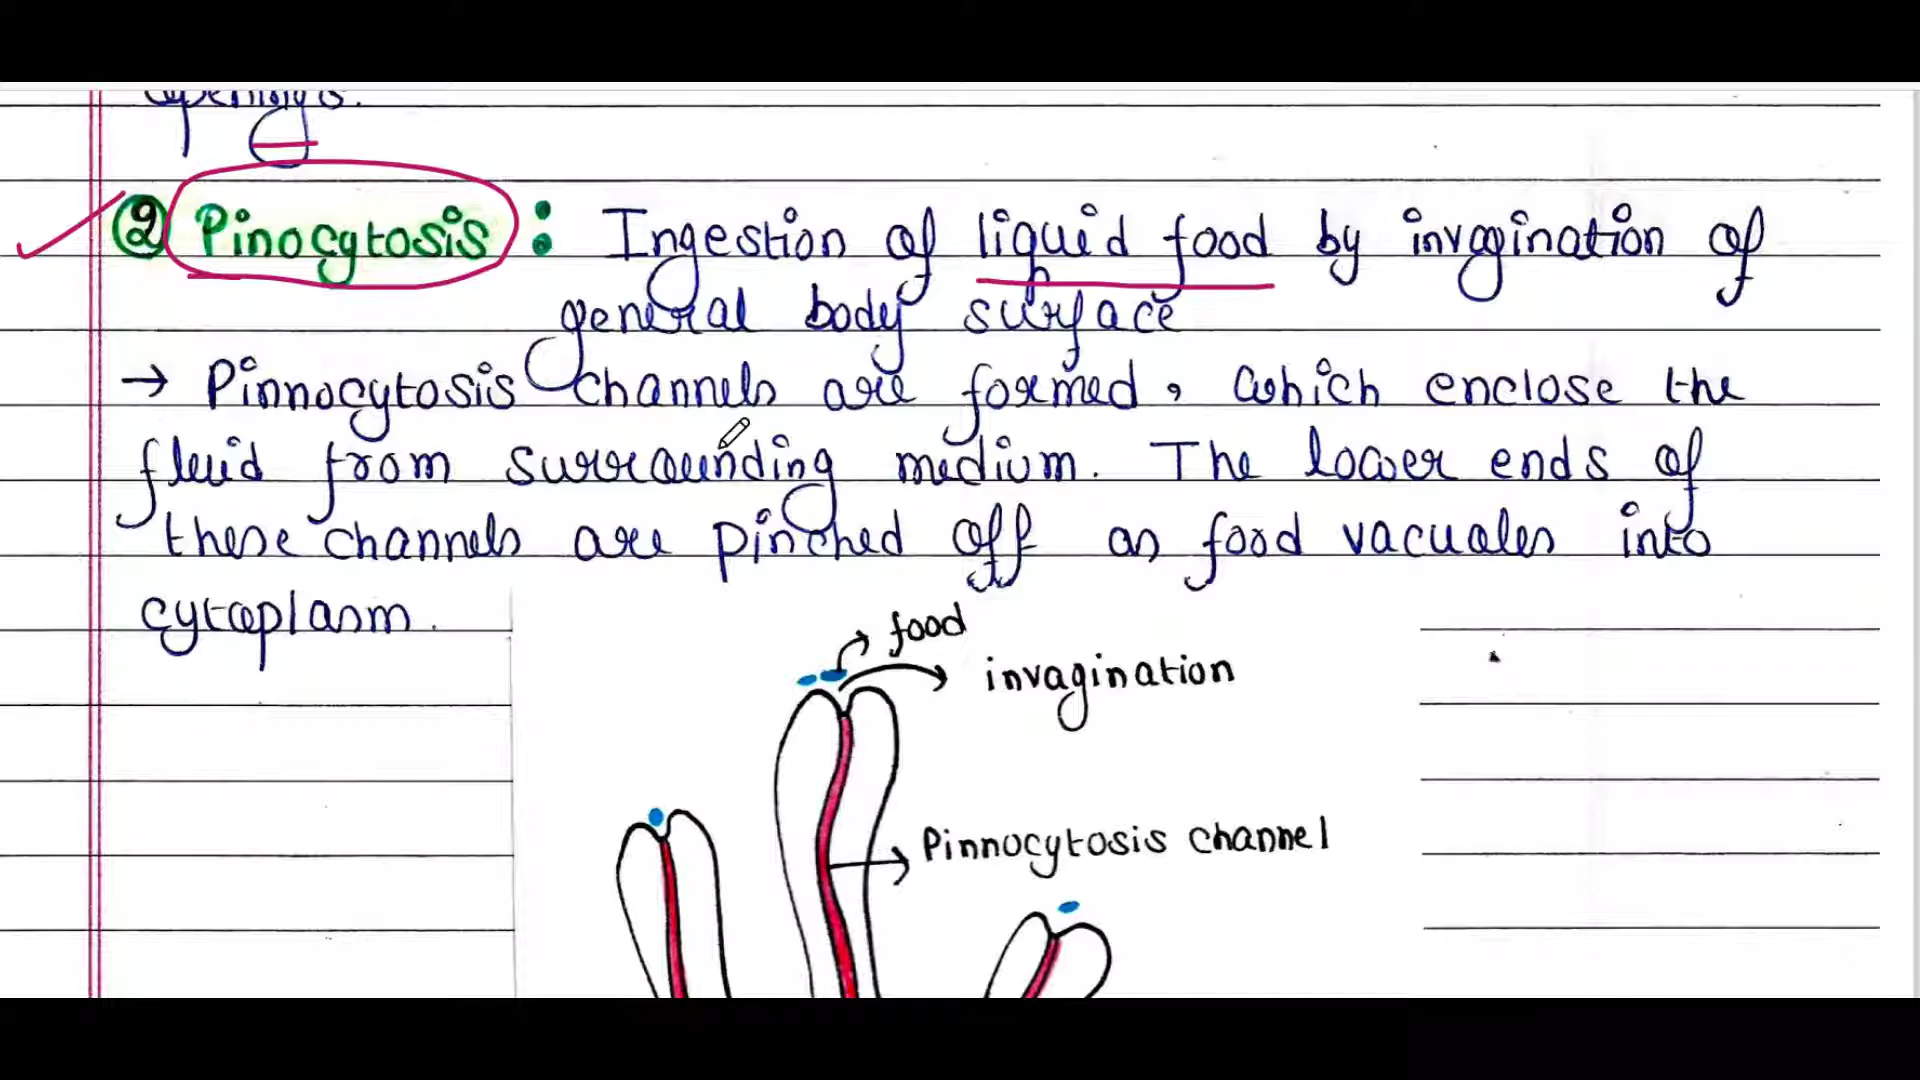 ② Pinocytosis : Ingestion of liquid food by invagination of
general body surface
→ Pinnocytosis channels are formed, which enclose the
fluid from surrounding medium. The lower ends of
these channels are pinched off as food vacuales into
cytoplasm.
food
invagination
Pinnocytosis channel